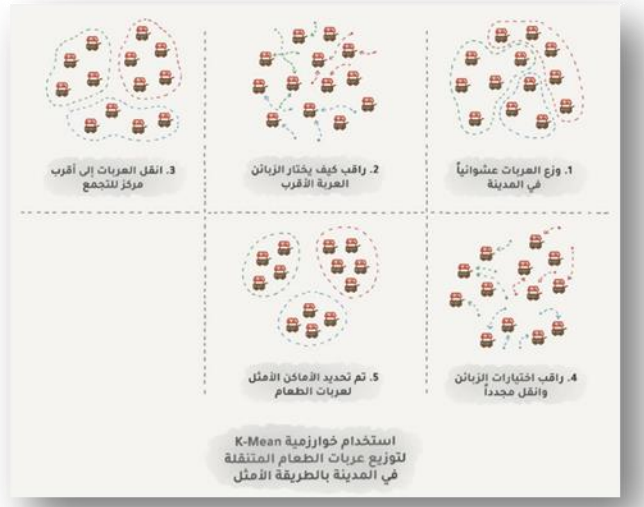 1. وزع العربات عشوائياً
في المدينة
2. راقب كيف يختار الزبائن
العربة الأقرب
3. انقل العربات إلى أقرب
مركز للتجمع
4. راقب اختيارات الزبائن
وانقل مجدداً
5. تم تحديد الأماكن الأمثل
لعربات الطعام
استخدام خوارزمية K-Mean
لتوزيع عربات الطعام المتنقلة
في المدينة بالطريقة الأمثل